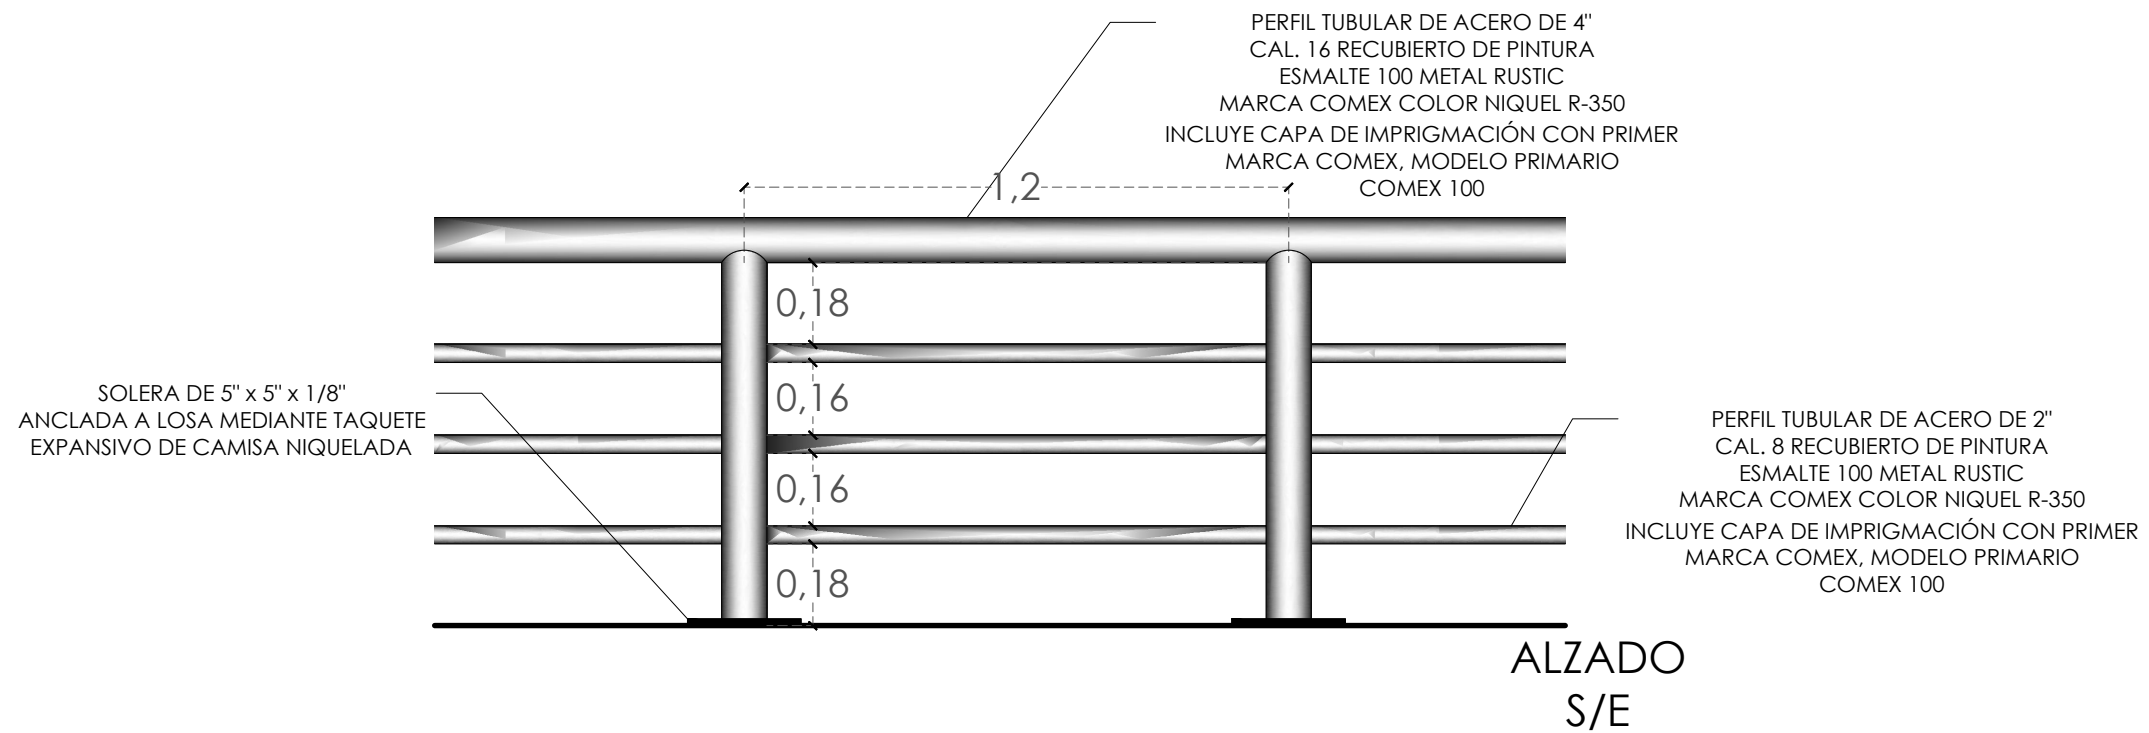 PERFIL TUBULAR DE ACERO DE 4"
CAL. 16 RECUBIERTO DE PINTURA
ESMALTE 100 METAL RUSTIC
MARCA COMEX COLOR NIQUEL R-350
INCLUYE CAPA DE IMPRIGMACIÓN CON PRIMER
MARCA COMEX, MODELO PRIMARIO
COMEX 100
1,2
0,18
0,16
0,16
0,18
SOLERA DE 5" x 5" x 1/8"
ANCLADA A LOSA MEDIANTE TAQUETE
EXPANSIVO DE CAMISA NIQUELADA
PERFIL TUBULAR DE ACERO DE 2"
CAL. 8 RECUBIERTO DE PINTURA
ESMALTE 100 METAL RUSTIC
MARCA COMEX COLOR NIQUEL R-350
INCLUYE CAPA DE IMPRIGMACIÓN CON PRIMER
MARCA COMEX, MODELO PRIMARIO
COMEX 100
ALZADO
S/E